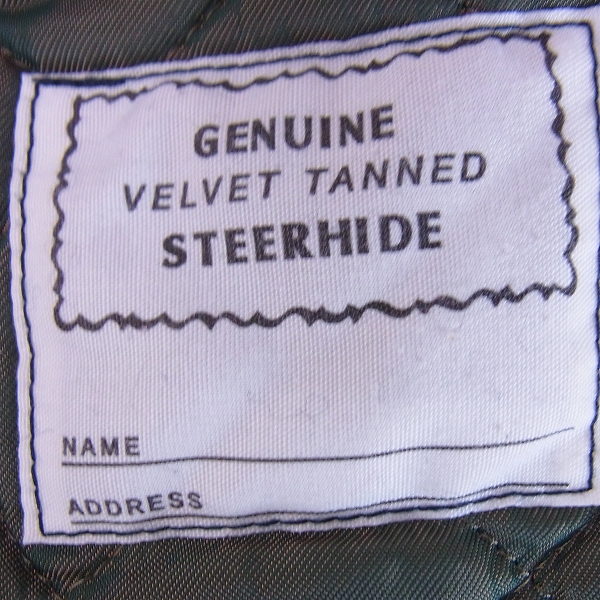 GENUINE
VELVET TANNED
STEERHIDE
NAME
ADDRESS